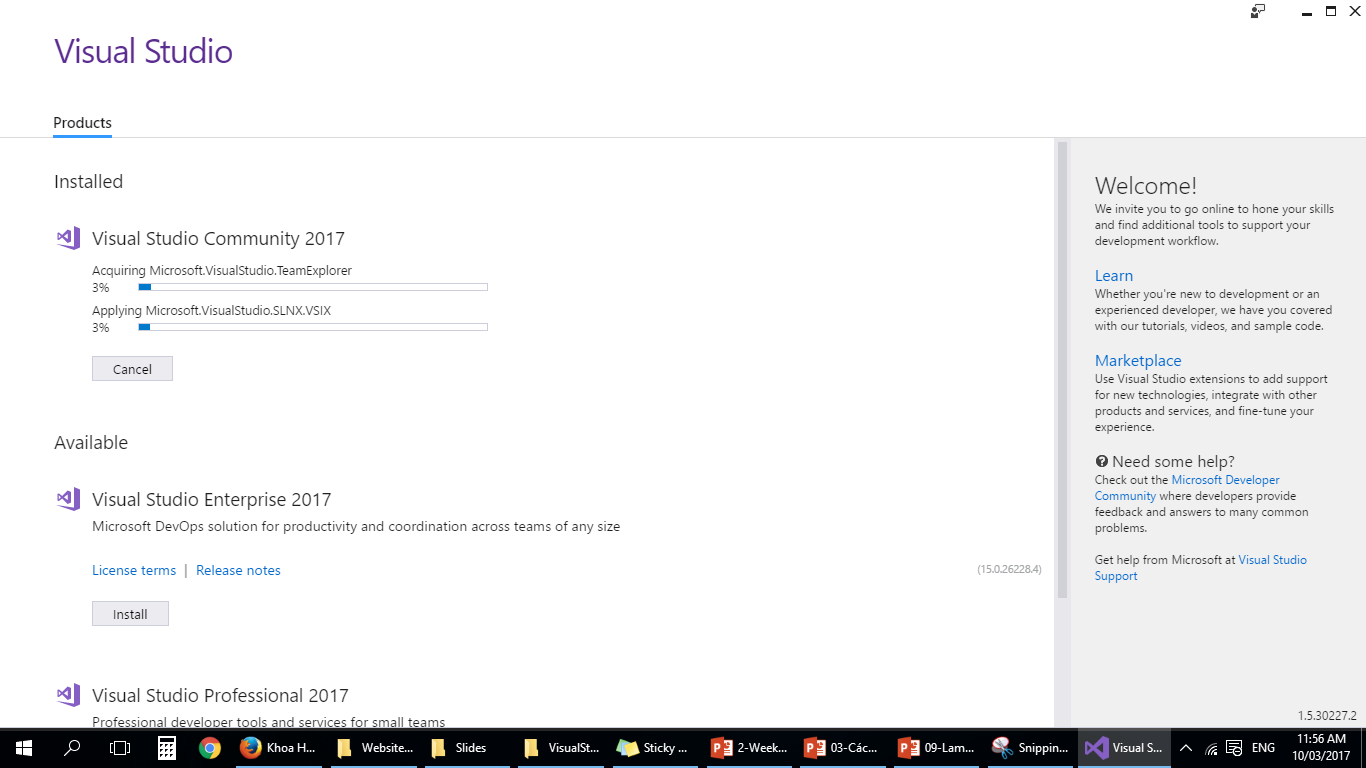 Visual Studio
Products
Installed
Visual Studio Community 2017
Acquiring Microsoft.VisualStudio.TeamExplorer
3%
Applying Microsoft.VisualStudio.SLNX.VSIX
3%
Cancel
Available
Visual Studio Enterprise 2017
Microsoft DevOps solution for productivity and coordination across teams of any size
License terms | Release notes
(15.0.26228.4)
Install
Visual Studio Professional 2017
Professional developer tools and services for small teams
Welcome!
We invite you to go online to hone your skills
and find additional tools to support your
development workflow.
Learn
Whether you're new to development or an
experienced developer, we have you covered
with our tutorials, videos, and sample code.
Marketplace
Use Visual Studio extensions to add support
for new technologies, integrate with other
products and services, and fine-tune your
experience.
Need some help?
Check out the Microsoft Developer
Community where developers provide
feedback and answers to many common
problems.
Get help from Microsoft at Visual Studio
Support
1.5.30227.2
Khoa H... Website... Slides VisualSt... Sticky ... 2-Week... 03-Các... 09-Lam... Snippin... Visual S... ENG
11:56 AM
10/03/2017